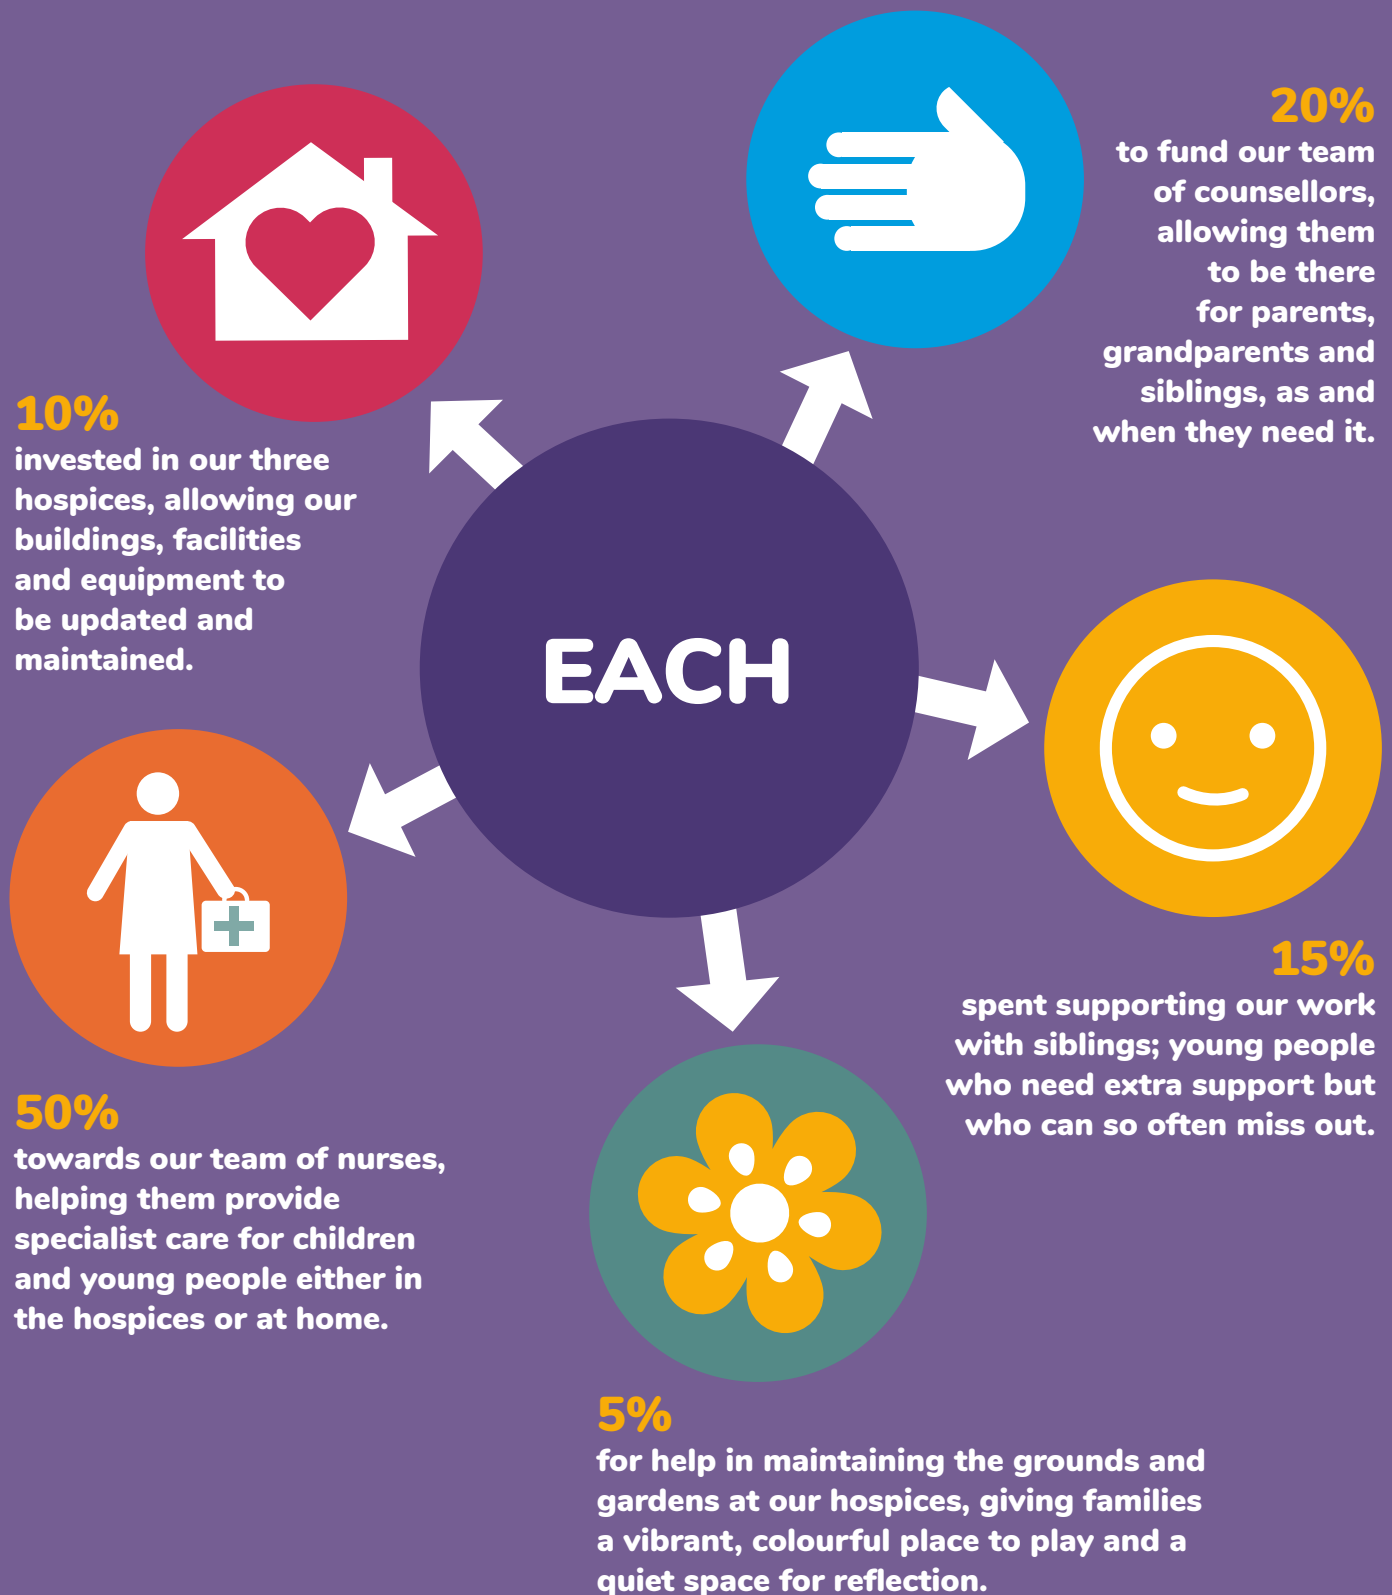 20%
to fund our team
of counsellors,
allowing them
to be there
for parents,
grandparents and
siblings, as and
when they need it.
10%
invested in our three
hospices, allowing our
buildings, facilities
and equipment to
be updated and
maintained.
EACH
15%
spent supporting our work
with siblings; young people
who need extra support but
who can so often miss out.
50%
towards our team of nurses,
helping them provide
specialist care for children
and young people either in
the hospices or at home.
5%
for help in maintaining the grounds and
gardens at our hospices, giving families
a vibrant, colourful place to play and a
quiet space for reflection.